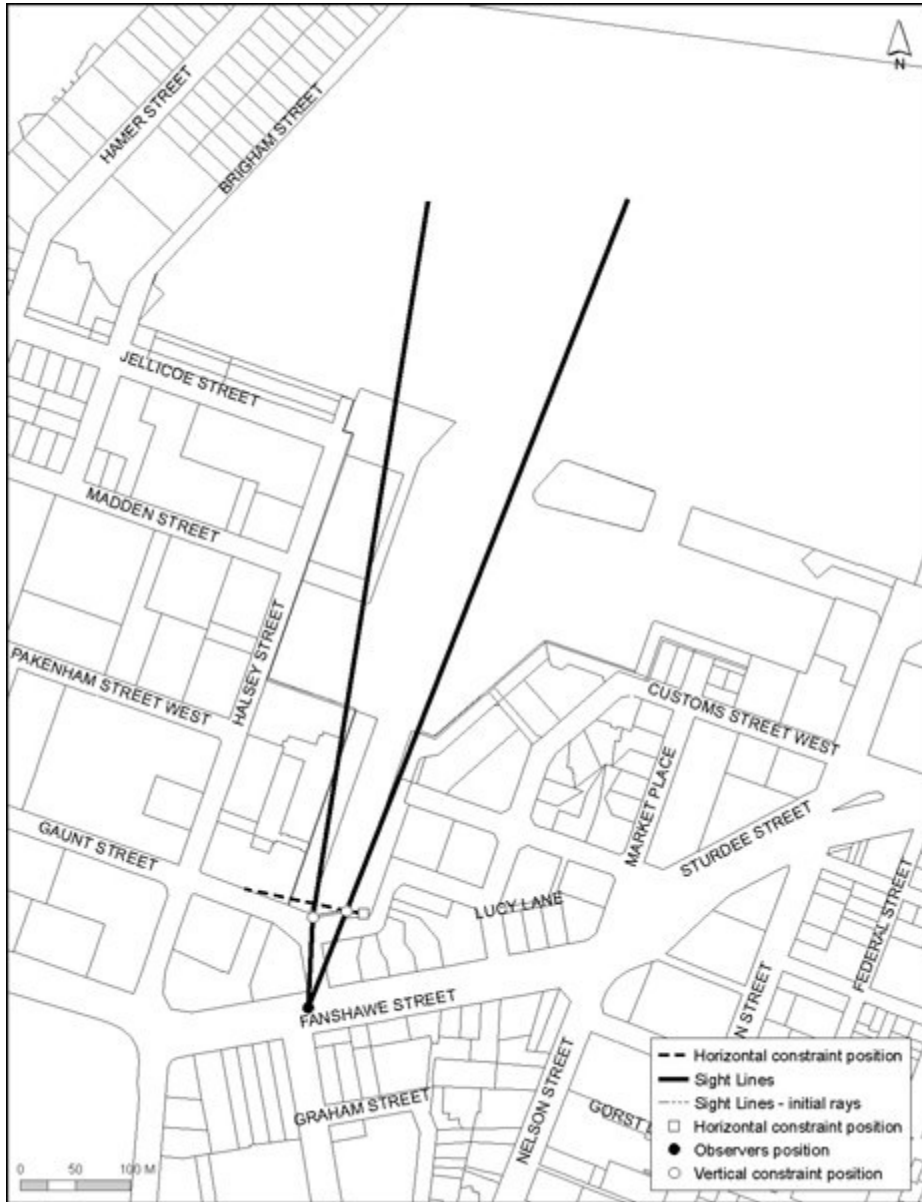 N
HAMER STREET
BRIGHAM STREET
JELLICOE STREET
MADDEN STREET
HALSEY STREET
PAKENHAM STREET WEST
CUSTOMS STREET WEST
MARKET PLACE
STURDEE STREET
GAUNT STREET
LUCY LANE
FEDERAL STREET
FANSHAWE STREET
N STREET
NELSON STREET
GRAHAM STREET
GORST
Horizontal constraint position
Sight Lines
Sight Lines - initial rays
Horizontal constraint position
Observers position
Vertical constraint position
0 50 100 M